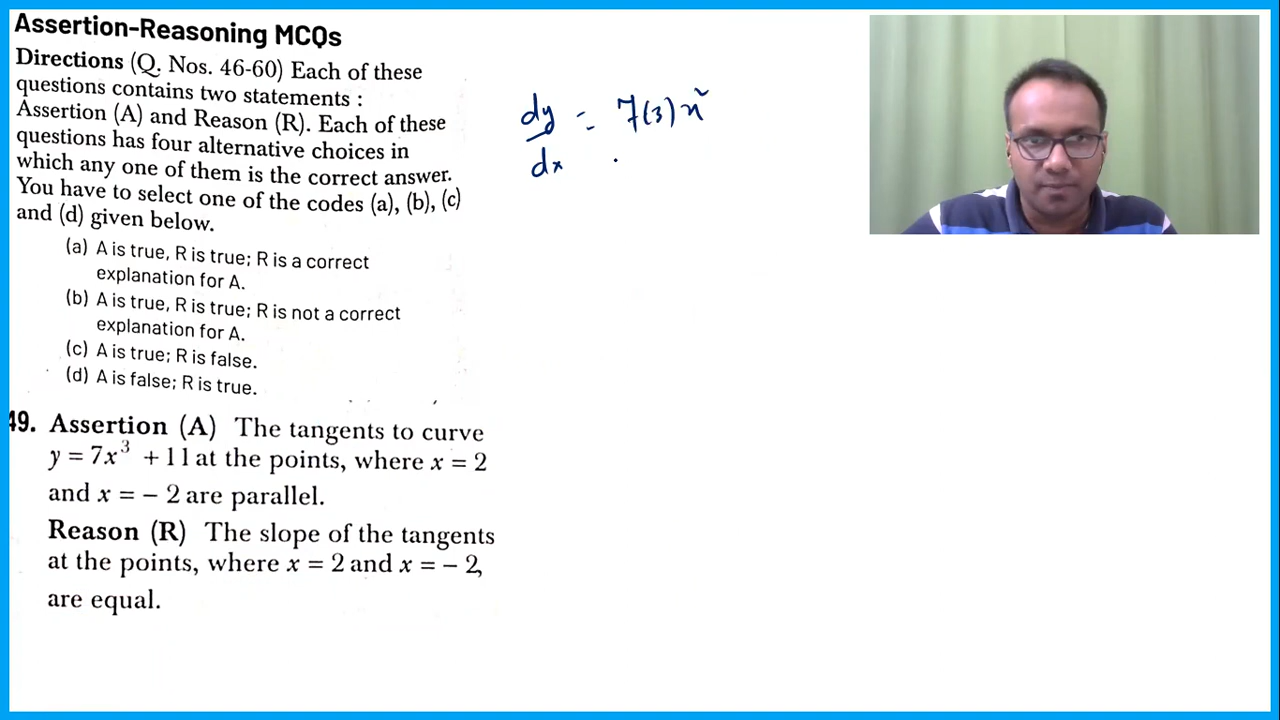 Assertion-Reasoning MCQs
Directions (Q. Nos. 46-60) Each of these
questions contains two statements :
Assertion (A) and Reason (R). Each of these
questions has four alternative choices in
which any one of them is the correct answer.
You have to select one of the codes (a), (b), (c)
and (d) given below.
(a) A is true, R is true; R is a correct
explanation for A.
(b) A is true, R is true; R is not a correct
explanation for A.
(c) A is true; R is false.
(d) A is false; R is true.
49. Assertion (A) The tangents to curve
y = 7x³ + 11 at the points, where x = 2
and x = – 2 are parallel.
Reason (R) The slope of the tangents
at the points, where x = 2 and x = – 2,
are equal.
dy/dx = 7(3)x²